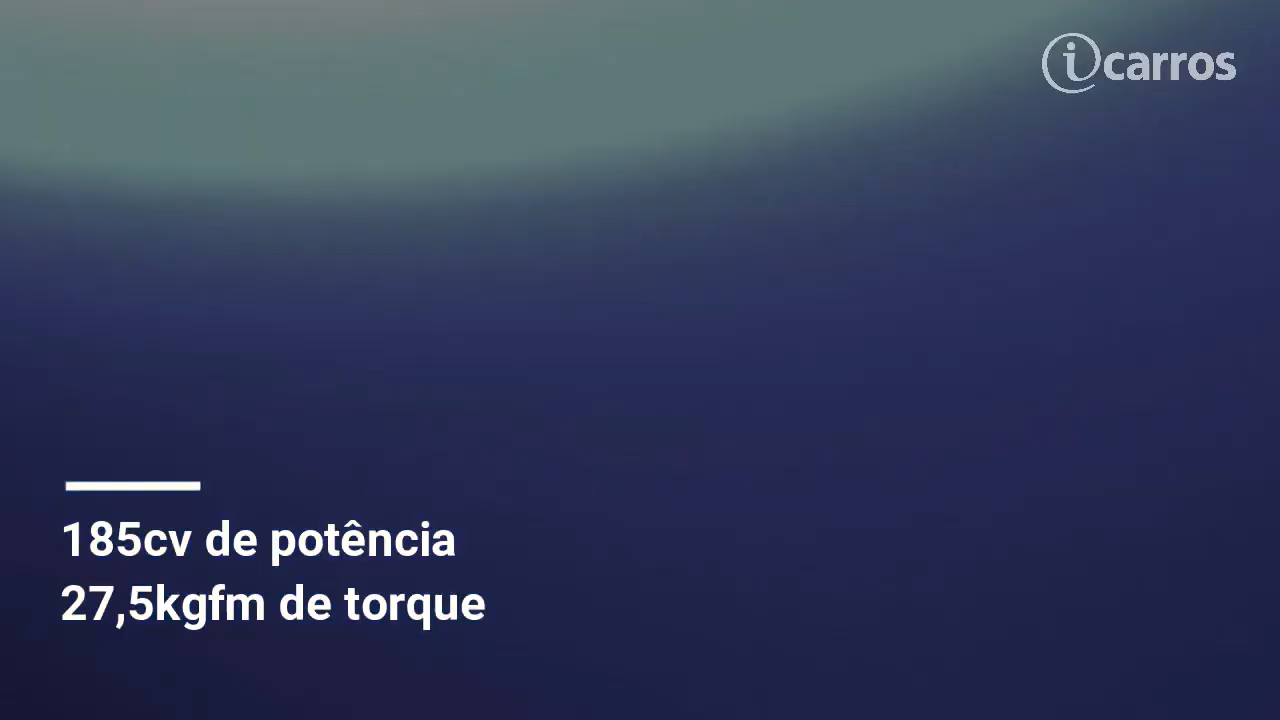 icarros
185cv de potência
27,5kgfm de torque